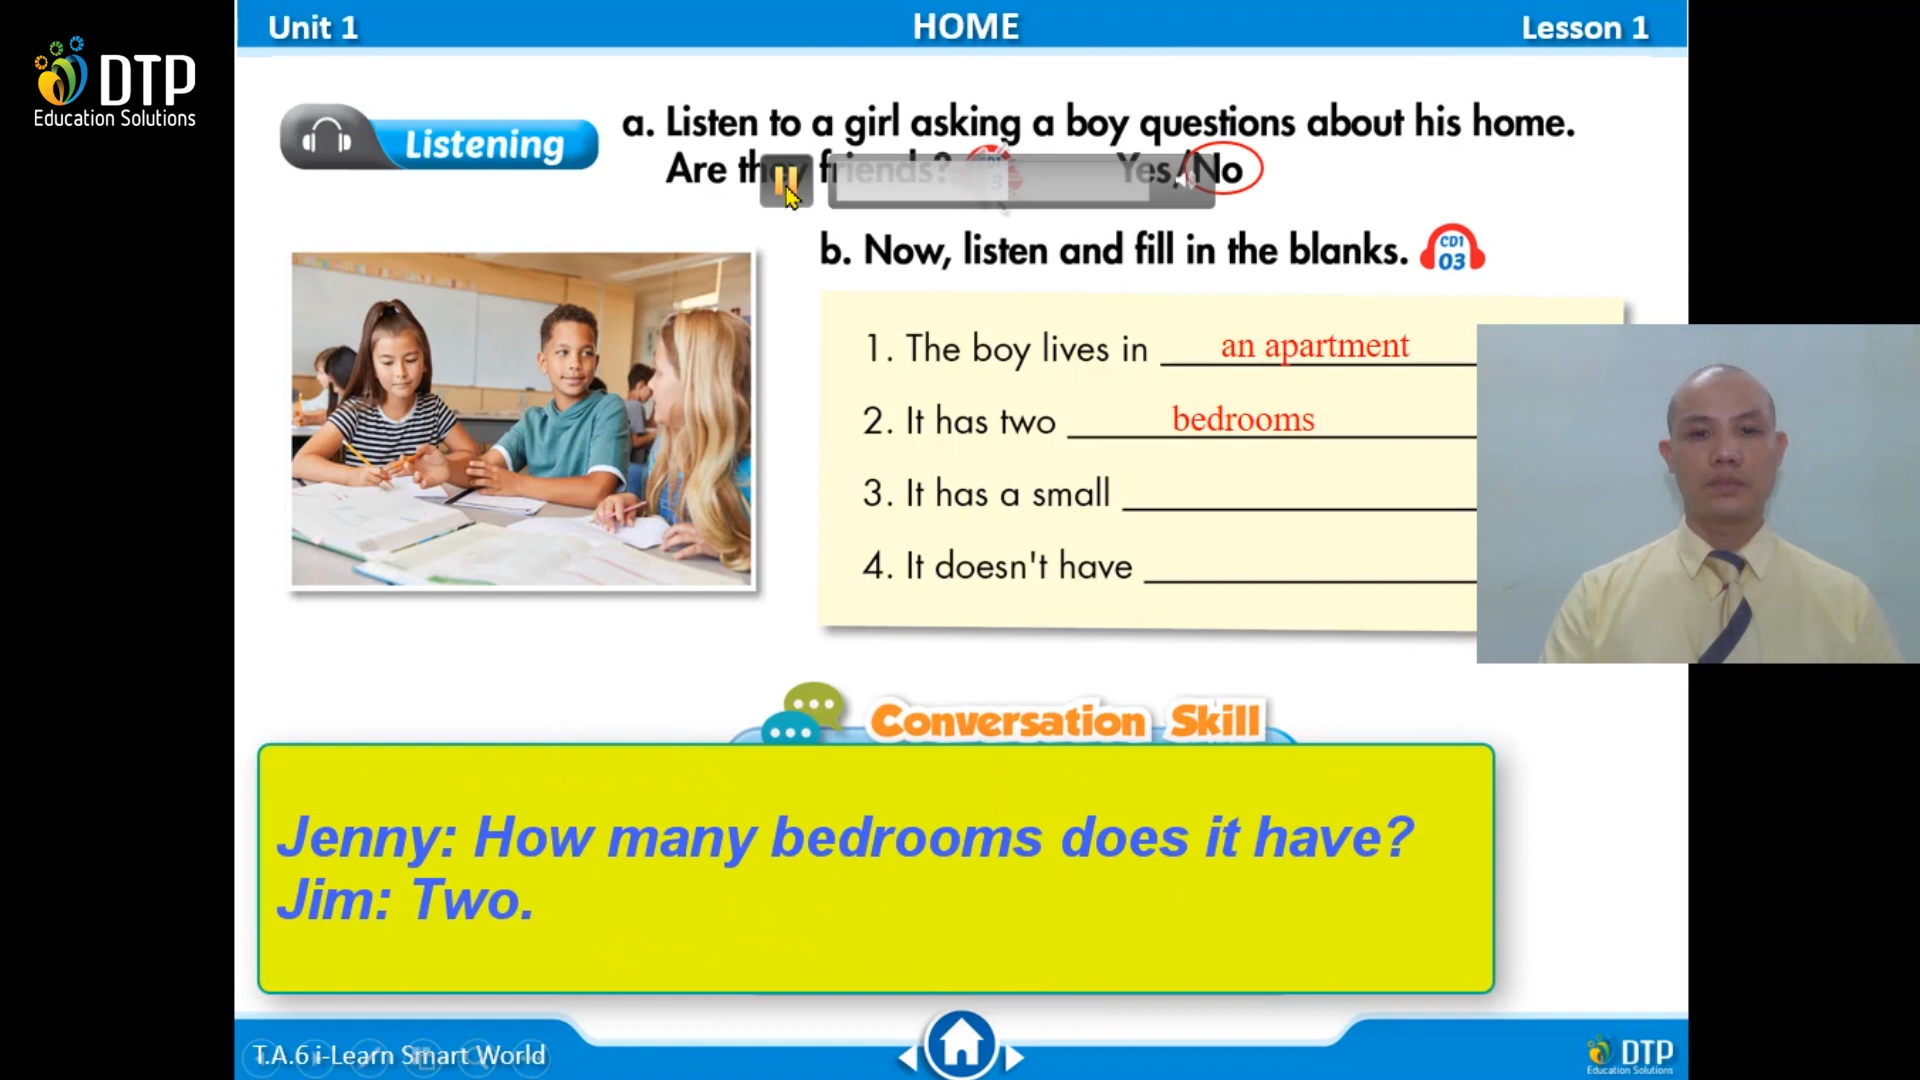 Unit 1
HOME
Lesson 1
DTP
Education Solutions
Listening
a. Listen to a girl asking a boy questions about his home.
Are they friends? Yes/No
b. Now, listen and fill in the blanks.
CD1
03
1. The boy lives in an apartment
2. It has two bedrooms
3. It has a small
4. It doesn't have
Conversation Skill
Jenny: How many bedrooms does it have?
Jim: Two.
T.A.6 i-Learn Smart World
DTP
Education Solutions